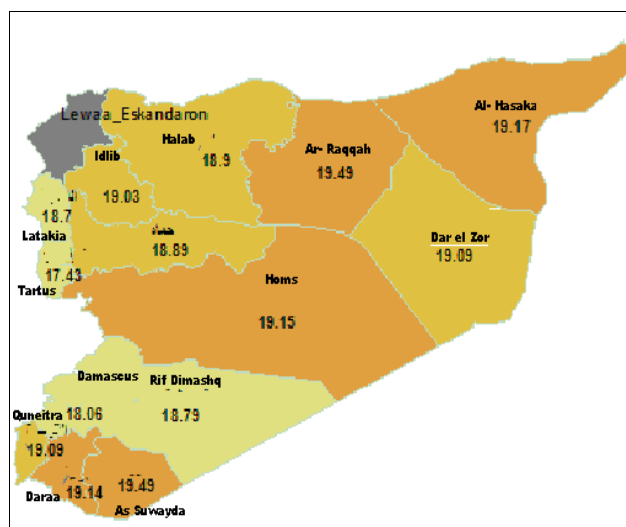 Al- Hasaka
19.17
Lewaa_Eskandaron
Halab
18.9
Ar- Raqqah
19.49
Idlib
19.03
18.7
Latakia
18.89
Dar el Zor
19.09
17.43
Tartus
Homs
19.15
Damascus
Rif Dimashq
Quneitra
18.06
18.79
19.09
Daraa
19.14
19.49
As Suwayda